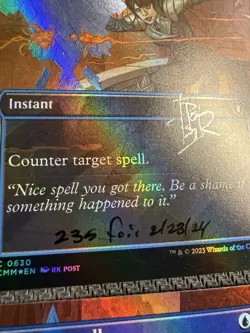 Instant
Counter target spell.
“Nice spell you got there. Be a shame if
something happened to it.”
235 foil 2/23/24
™ & © 2023 Wizards of the C
C 0630
CMM★EN RK POST